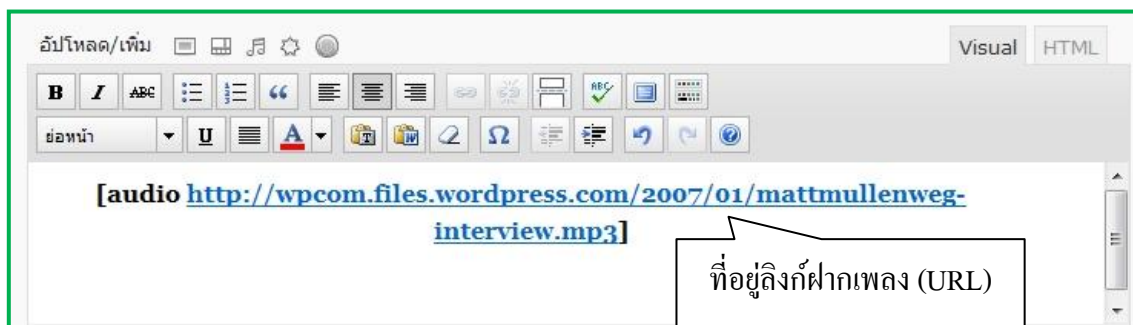 อัปโหลด/เพิ่ม
Visual HTML
B I ABC ABC
ย่อหน้า U A T W Ω
[audio http://wpcom.files.wordpress.com/2007/01/mattmullenweg-
interview.mp3]
ที่อยู่ลิงก์ฝากเพลง (URL)